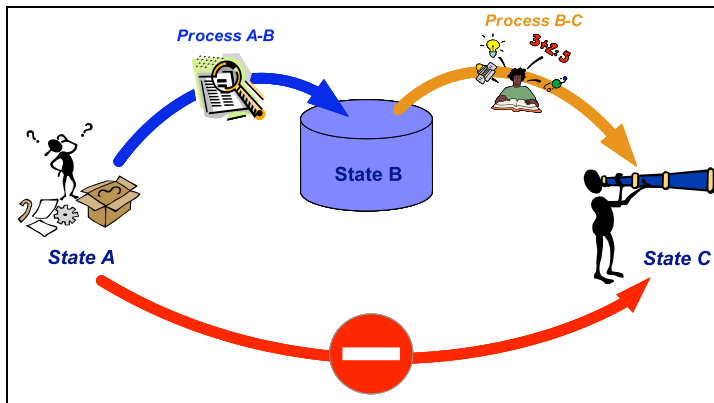 Process A-B
Process B-C
3+2=5
State B
State A
State C